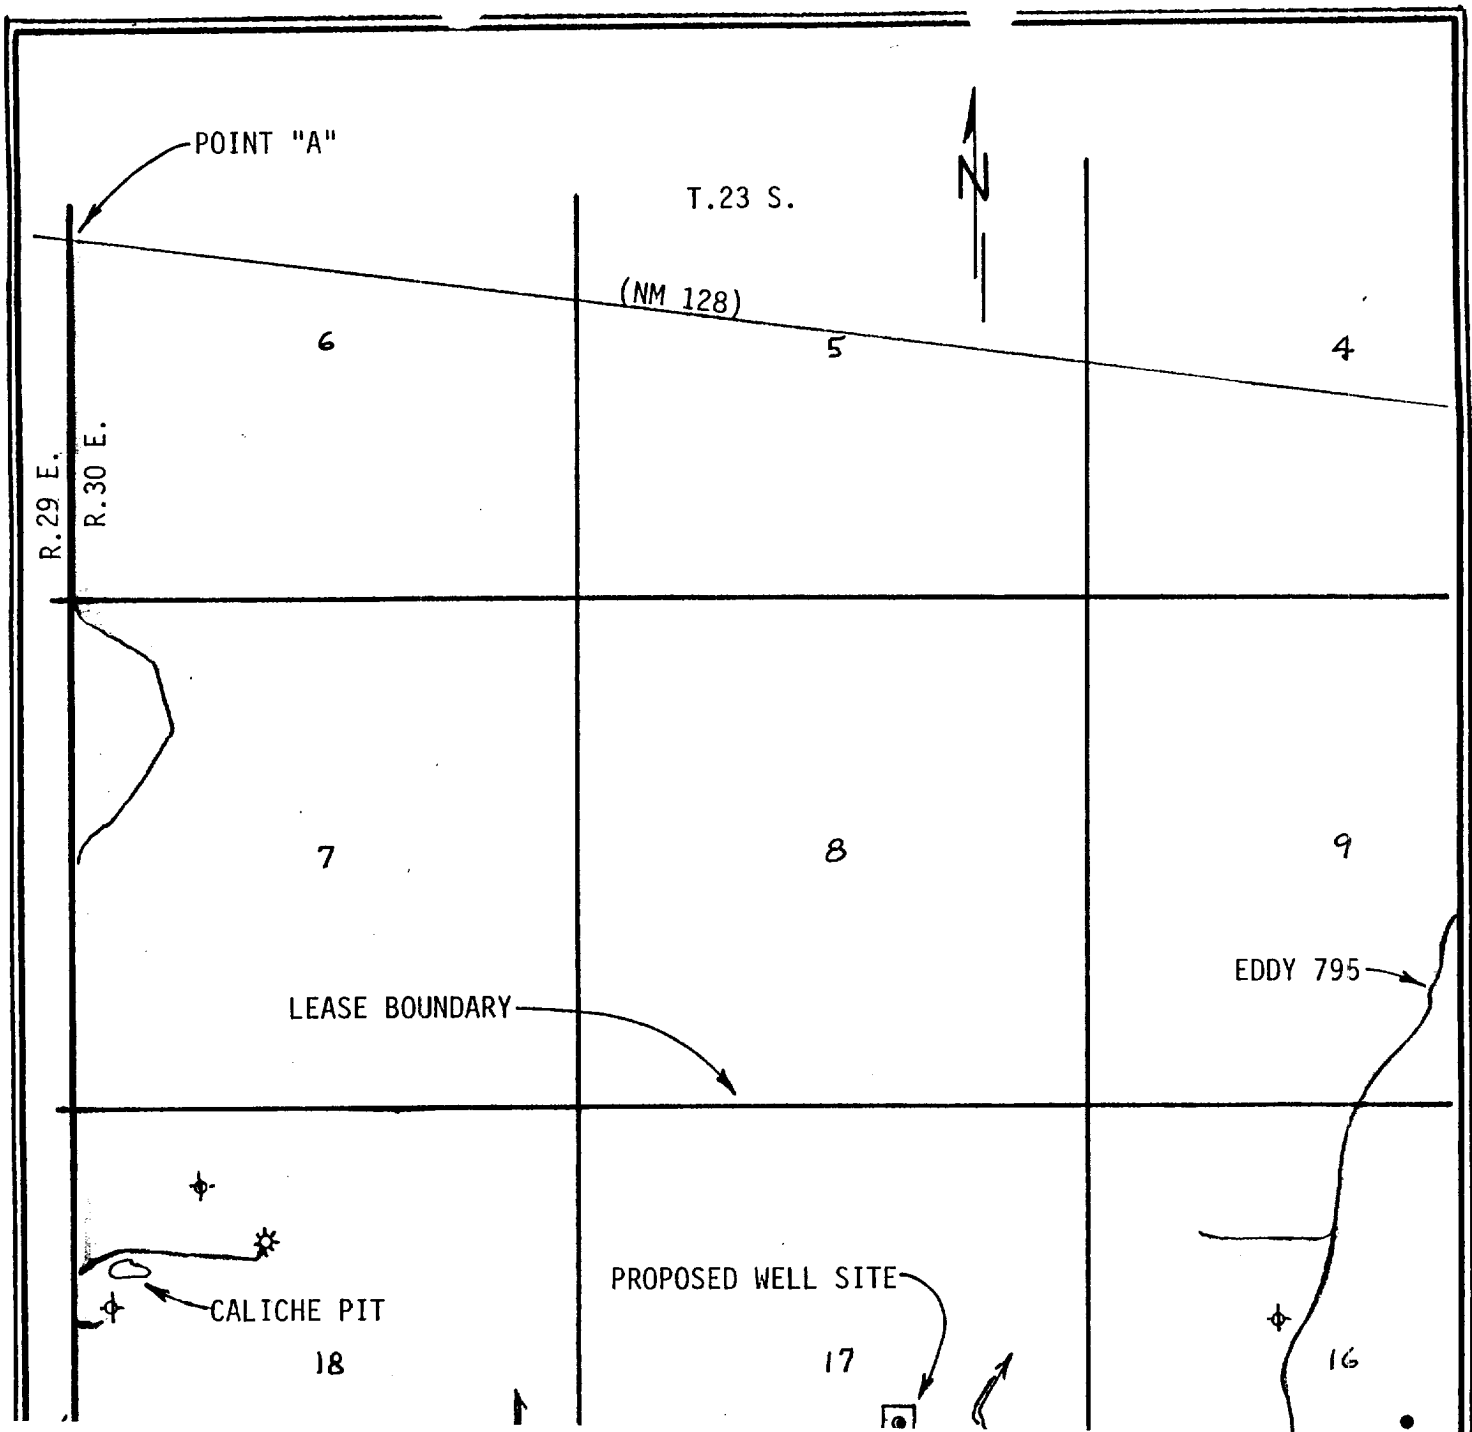 POINT "A"
N
T.23 S.
(NM 128)
6
5
4
R.29 E.
R.30 E.
7
8
9
EDDY 795
LEASE BOUNDARY
PROPOSED WELL SITE
CALICHE PIT
18
17
16